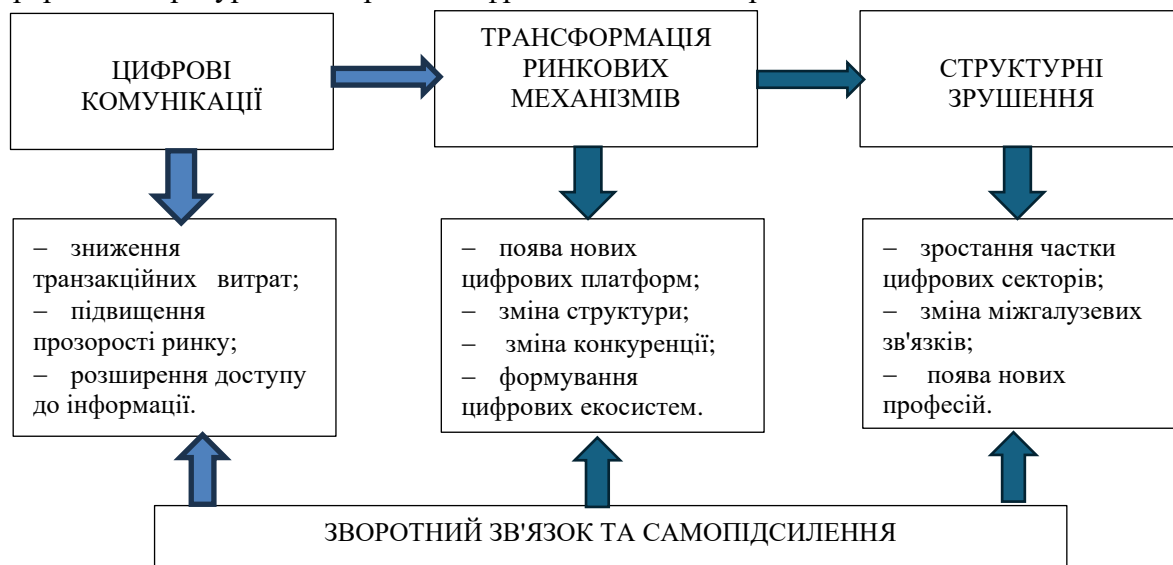 ЦИФРОВІ
КОМУНІКАЦІЇ
ТРАНСФОРМАЦІЯ
РИНКОВИХ
МЕХАНІЗМІВ
СТРУКТУРНІ
ЗРУШЕННЯ
– зниження
транзакційних витрат;
– підвищення
прозорості ринку;
– розширення доступу
до інформації.
– поява нових
цифрових платформ;
– зміна структури;
– зміна конкуренції;
– формування
цифрових екосистем.
– зростання частки
цифрових секторів;
– зміна міжгалузевих
зв'язків;
– поява нових
професій.
ЗВОРОТНИЙ ЗВ'ЯЗОК ТА САМОПІДСИЛЕННЯ